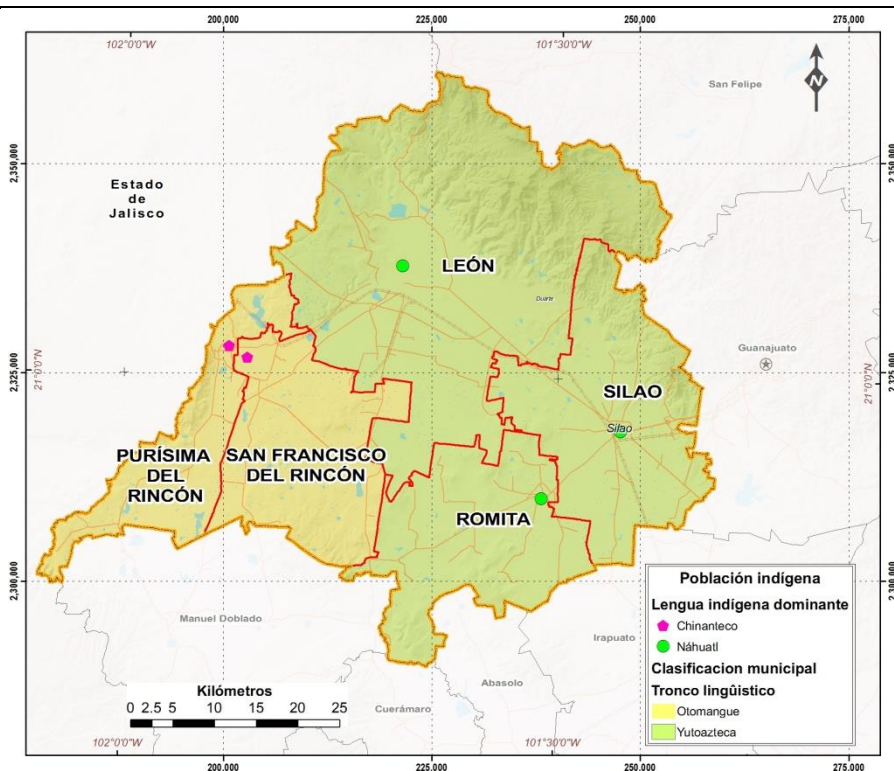 200,000
225,000
250,000
275,000
102°0'0"W
101°30'0"W
N
San Felipe
2,350,000
2,350,000
Estado
de
Jalisco
LEÓN
Duarte
Guanajuato
21°0'0"N
2,325,000
2,325,000
21°0'0"N
SILAO
Silao
PURÍSIMA
DEL
RINCÓN
SAN FRANCISCO
DEL RINCÓN
ROMITA
2,300,000
2,300,000
Manuel Doblado
Irapuato
Abasolo
Cuerámaro
Kilómetros
0 2.5 5 10 15 20 25
Población indígena
Lengua indígena dominante
Chinanteco
Náhuatl
Clasificacion municipal
Tronco lingûistico
Otomangue
Yutoazteca
102°0'0"W
101°30'0"W
200,000
225,000
250,000
275,000